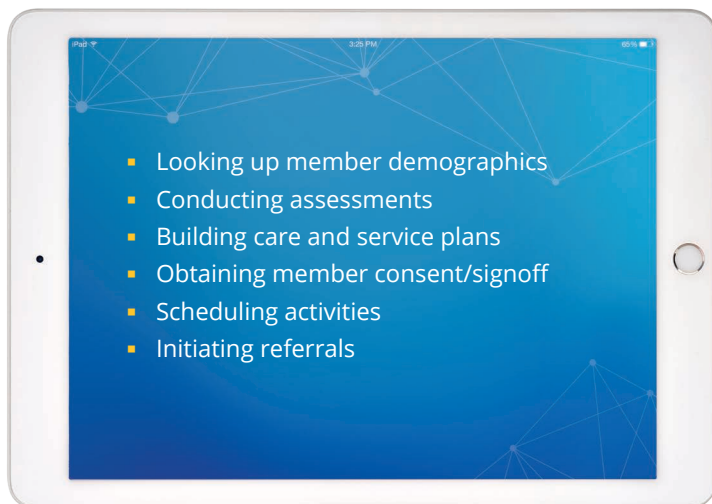 iPad
3:25 PM
65%
Looking up member demographics
Conducting assessments
Building care and service plans
Obtaining member consent/signoff
Scheduling activities
Initiating referrals